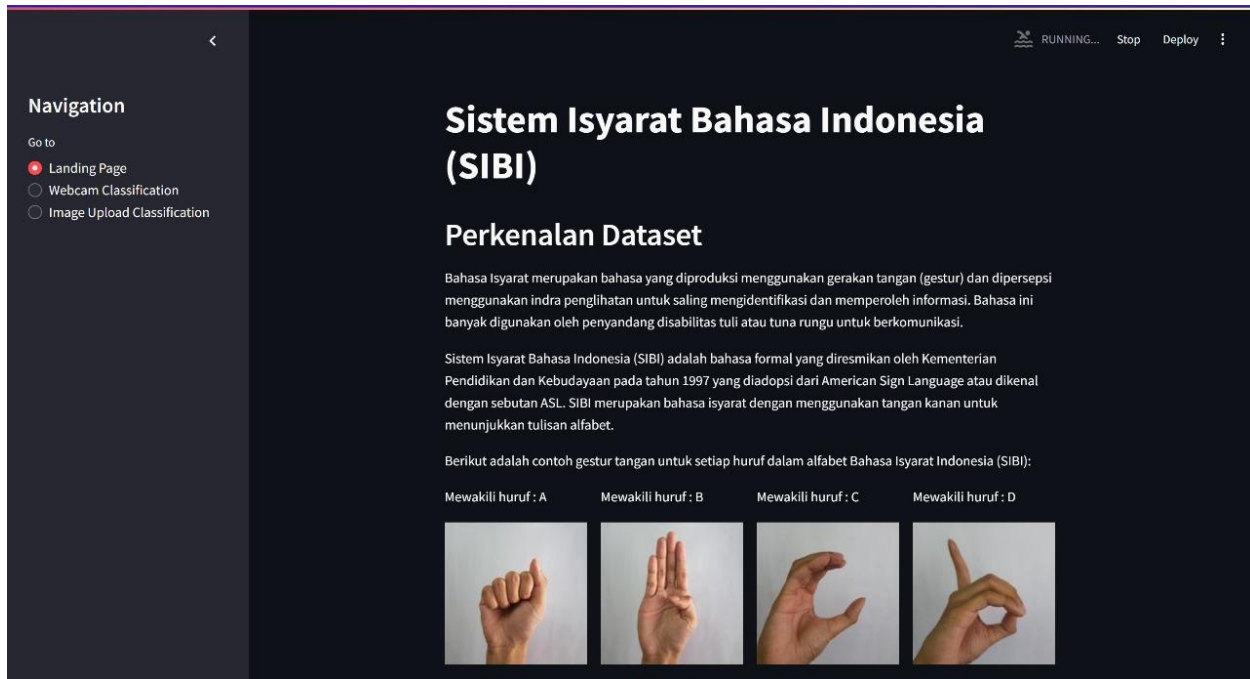 RUNNING... Stop Deploy
Navigation
Go to
Landing Page
Webcam Classification
Image Upload Classification
Sistem Isyarat Bahasa Indonesia
(SIBI)
Perkenalan Dataset
Bahasa Isyarat merupakan bahasa yang diproduksi menggunakan gerakan tangan (gestur) dan dipersepsi
menggunakan indra penglihatan untuk saling mengidentifikasi dan memperoleh informasi. Bahasa ini
banyak digunakan oleh penyandang disabilitas tuli atau tuna rungu untuk berkomunikasi.
Sistem Isyarat Bahasa Indonesia (SIBI) adalah bahasa formal yang diresmikan oleh Kementerian
Pendidikan dan Kebudayaan pada tahun 1997 yang diadopsi dari American Sign Language atau dikenal
dengan sebutan ASL. SIBI merupakan bahasa isyarat dengan menggunakan tangan kanan untuk
menunjukkan tulisan alfabet.
Berikut adalah contoh gestur tangan untuk setiap huruf dalam alfabet Bahasa Isyarat Indonesia (SIBI):
Mewakili huruf : A Mewakili huruf : B Mewakili huruf : C Mewakili huruf : D